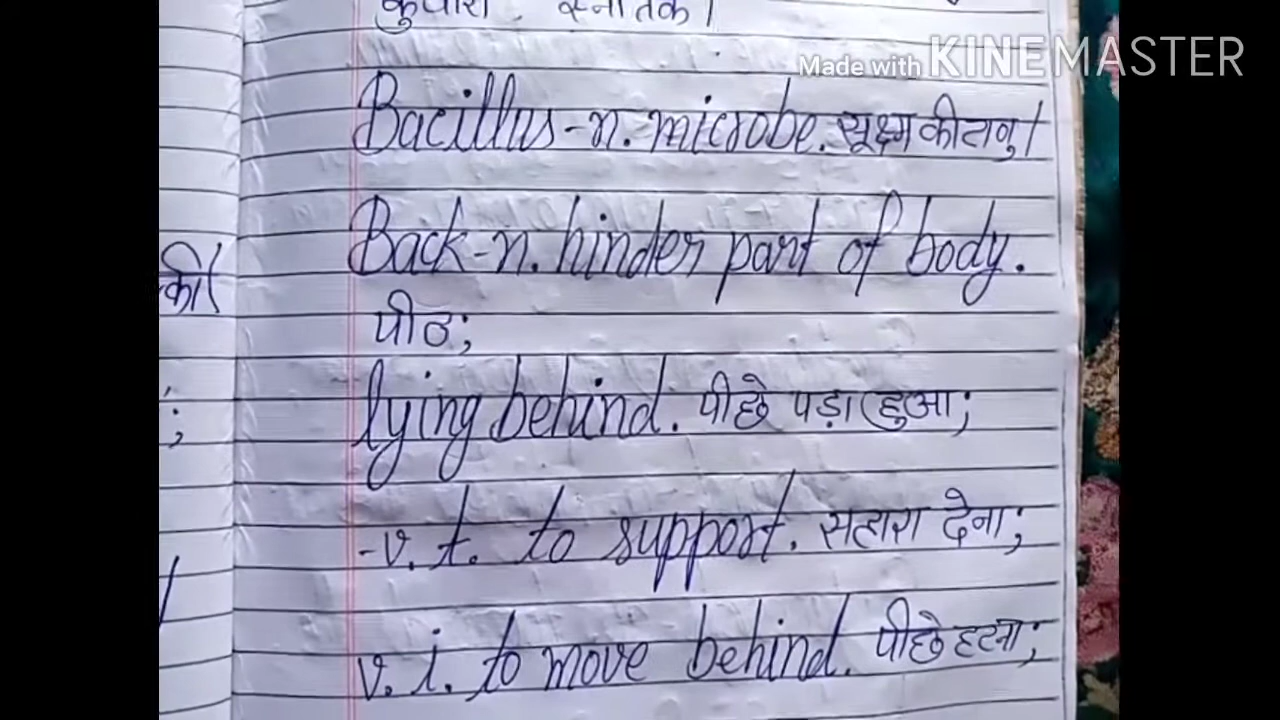 स्नातक।
Made with KINEMASTER
Bacillus - n. microbe. सूक्ष्म कीटानु।
Back - n. hinder part of body.
पीठ;
lying behind. पीछे पड़ा हुआ;
- v. t. to support. सहारा देना;
v. i. to move behind. पीछे हटना;
की।
;